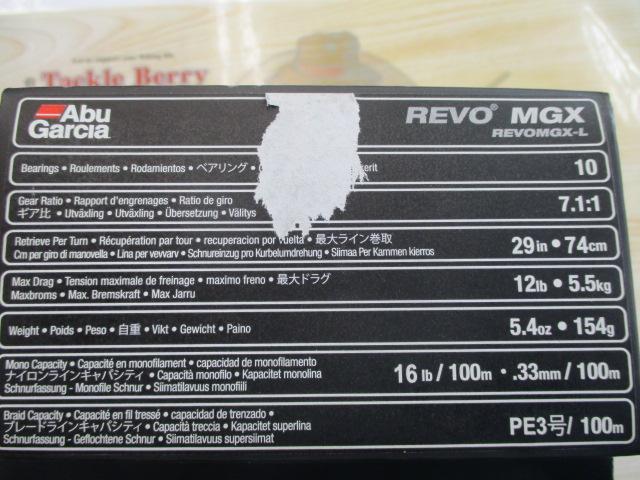 Tackle Berry
Abu
Garcia
REVO® MGX
REVOMGX-L
Bearings • Roulements • Rodamientos • ベアリング •
10
Gear Ratio • Rapport d'engrenages • Ratio de giro
ギア比 • Utväxling • Utväxling • Übersetzung • Välitys
7.1:1
Retrieve Per Turn • Récupération par tour • recuperacion por vuelta • 最大ライン巻取
Cm per giro di manovella • Lina per vevvarv • Schnureinzug pro Kurbelumdrehung • Siimaa Per Kammen kierros
29in • 74cm
Max Drag • Tension maximale de freinage • maximo freno • 最大ドラグ
Maxbroms • Max. Bremskraft • Max Jarru
12lb • 5.5kg
Weight • Poids • Peso • 自重 • Vikt • Gewicht • Paino
5.4oz • 154g
Mono Capacity • Capacité en monofilament • capacidad de monofilamento
ナイロンラインキャパシティ • Capacità monofilo • Kapacitet monolina
Schnurfassung - Monofile Schnur • Siimatilavuus monofiili
16 lb / 100m • .33mm / 100m
Braid Capacity • Capacité en fil tressé • capacidad de trenzado •
ブレードラインキャパシティ • Capacità treccia • Kapacitet superlina
Schnurfassung - Geflochtene Schnur • Siimatilavuus supersiimat
PE3号/ 100m